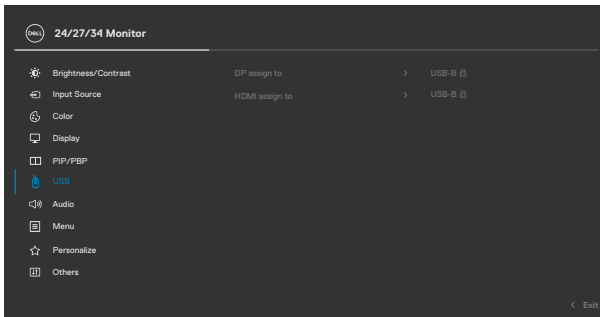 DELL 24/27/34 Monitor
Brightness/Contrast DP assign to > USB-B
Input Source HDMI assign to > USB-B
Color
Display
PIP/PBP
USB
Audio
Menu
Personalize
Others
< Exit